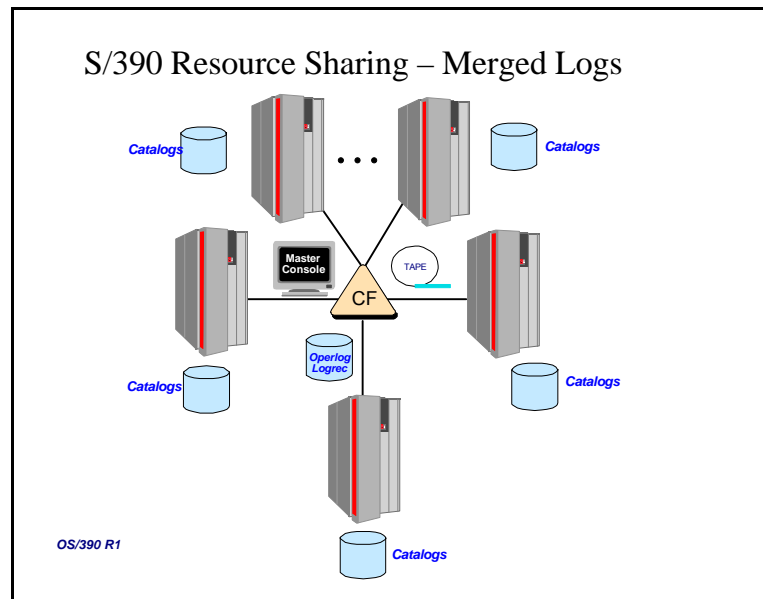 S/390 Resource Sharing – Merged Logs
Catalogs
• • •
Catalogs
Master
Console
TAPE
CF
Operlog
Logrec
Catalogs
Catalogs
OS/390 R1
Catalogs